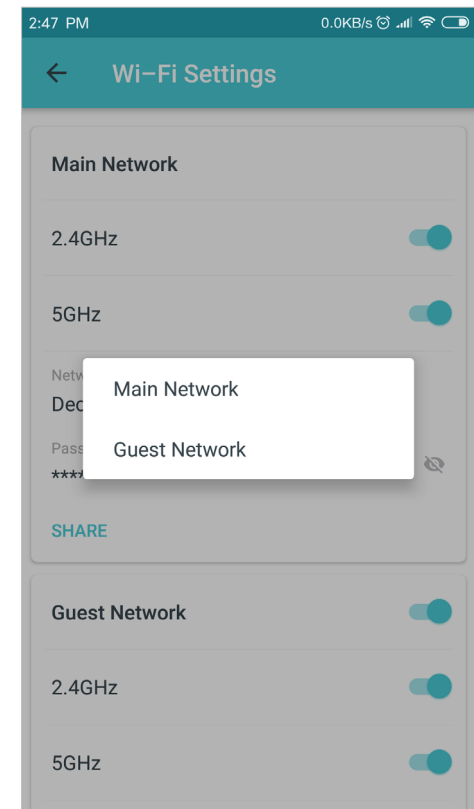 2:47 PM 0.0KB/s
Wi-Fi Settings
Main Network
2.4GHz
5GHz
Main Network
Guest Network
****
SHARE
Guest Network
2.4GHz
5GHz